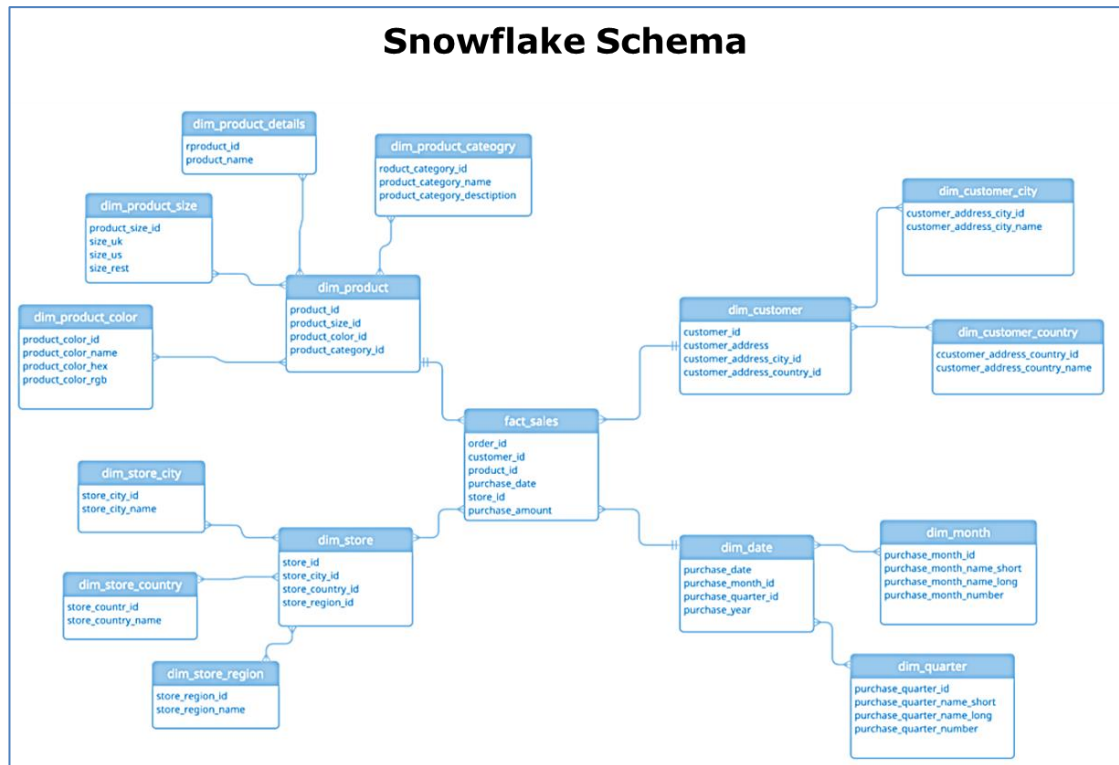 Snowflake Schema
dim_product_details
rproduct_id
product_name
dim_product_cateogry
roduct_category_id
product_category_name
product_category_desctiption
dim_product_size
product_size_id
size_uk
size_us
size_rest
dim_product_color
product_color_id
product_color_name
product_color_hex
product_color_rgb
dim_product
product_id
product_size_id
product_color_id
product_category_id
dim_customer_city
customer_address_city_id
customer_address_city_name
dim_customer
customer_id
customer_address
customer_address_city_id
customer_address_country_id
dim_customer_country
ccustomer_address_country_id
customer_address_country_name
fact_sales
order_id
customer_id
product_id
purchase_date
store_id
purchase_amount
dim_store_city
store_city_id
store_city_name
dim_store
store_id
store_city_id
store_country_id
store_region_id
dim_store_country
store_countr_id
store_country_name
dim_store_region
store_region_id
store_region_name
dim_date
purchase_date
purchase_month_id
purchase_quarter_id
purchase_year
dim_month
purchase_month_id
purchase_month_name_short
purchase_month_name_long
purchase_month_number
dim_quarter
purchase_quarter_id
purchase_quarter_name_short
purchase_quarter_name_long
purchase_quarter_number